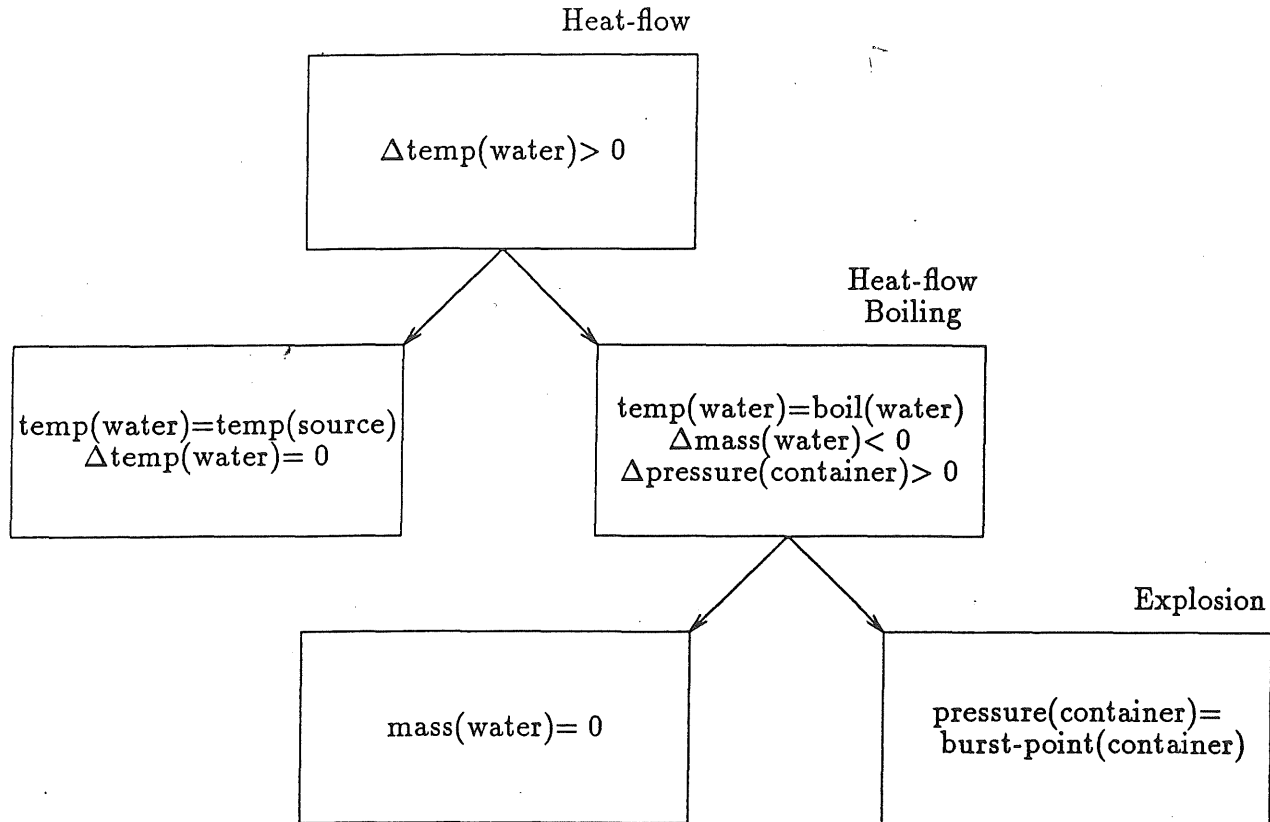 Heat-flow
Δtemp(water)> 0
Heat-flow
Boiling
temp(water)=temp(source)
Δtemp(water)= 0
temp(water)=boil(water)
Δmass(water)< 0
Δpressure(container)> 0
Explosion
mass(water)= 0
pressure(container)=
burst-point(container)